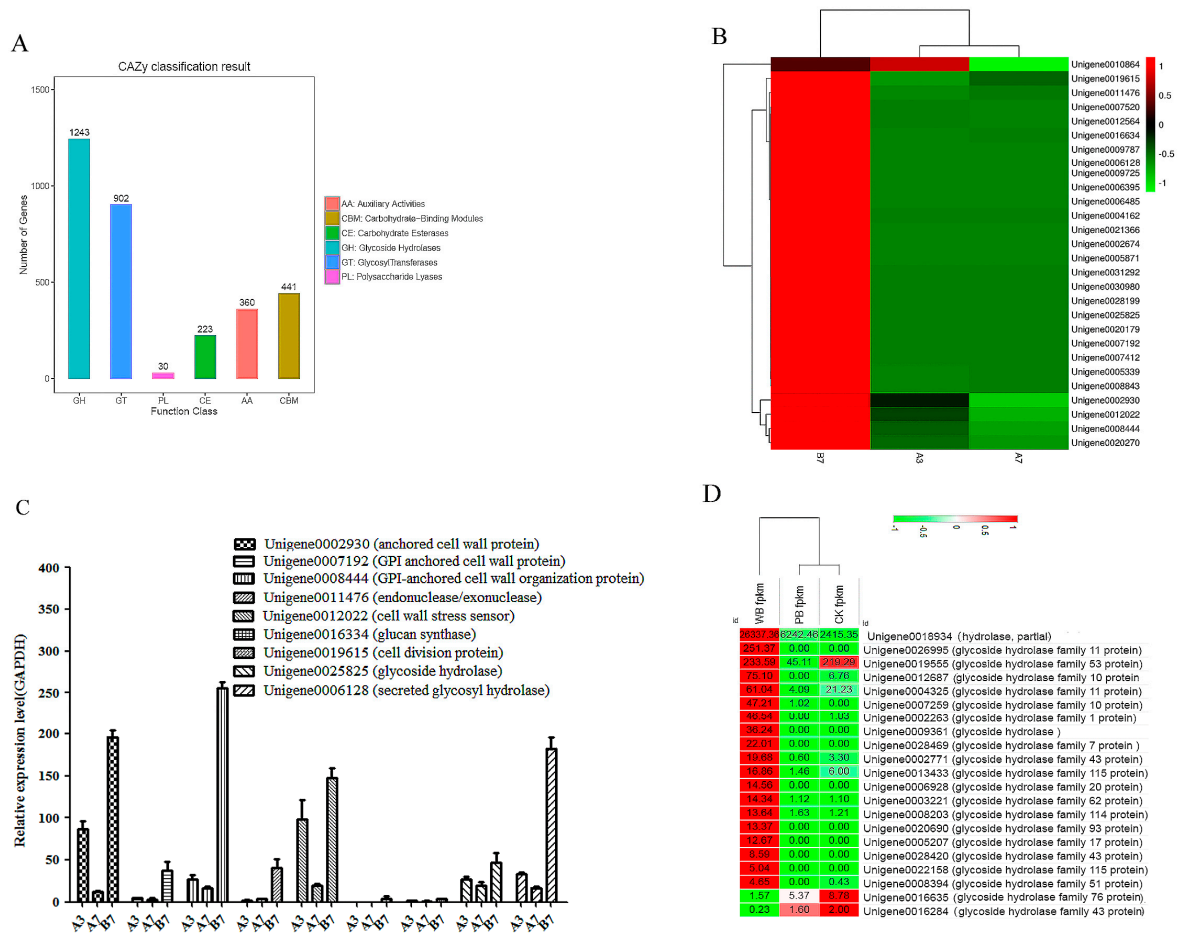 A
CAZy classification result
Number of Genes
1500
1000
500
0
1243
902
30
223
360
441
GH GT PL CE AA CBM
Function Class
AA: Auxiliary Activities
CBM: Carbohydrate-Binding Modules
CE: Carbohydrate Esterases
GH: Glycoside Hydrolases
GT: GlycosylTransferases
PL: Polysaccharide Lyases
B
Unigene0010864
Unigene0019615
Unigene0011476
Unigene0007520
Unigene0012564
Unigene0016634
Unigene0009787
Unigene0006128
Unigene0009725
Unigene0006395
Unigene0006485
Unigene0004162
Unigene0021366
Unigene0002674
Unigene0005871
Unigene0031292
Unigene0030980
Unigene0028199
Unigene0025825
Unigene0020179
Unigene0007192
Unigene0007412
Unigene0005339
Unigene0008843
Unigene0002930
Unigene0012022
Unigene0008444
Unigene0020270
B7 A3 A7
1
0.5
0
-0.5
-1
C
Relative expression level(GAPDH)
400
350
300
250
200
150
100
50
0
Unigene0002930 (anchored cell wall protein)
Unigene0007192 (GPI anchored cell wall protein)
Unigene0008444 (GPI-anchored cell wall organization protein)
Unigene0011476 (endonuclease/exonuclease)
Unigene0012022 (cell wall stress sensor)
Unigene0016334 (glucan synthase)
Unigene0019615 (cell division protein)
Unigene0025825 (glycoside hydrolase)
Unigene0006128 (secreted glycosyl hydrolase)
A3 A7 B7 A3 A7 B7 A3 A7 B7 A3 A7 B7 A3 A7 B7 A3 A7 B7 A3 A7 B7 A3 A7 B7 A3 A7 B7
D
-1 -0.5 0 0.5 1
id WB fpkm PB fpkm CK fpkm id
26337.36 6242.46 2415.35 Unigene0018934 (hydrolase, partial)
251.37 0.00 0.00 Unigene0026995 (glycoside hydrolase family 11 protein)
233.59 45.11 219.29 Unigene0019555 (glycoside hydrolase family 53 protein)
75.10 0.00 6.76 Unigene0012687 (glycoside hydrolase family 10 protein
61.04 4.09 21.23 Unigene0004325 (glycoside hydrolase family 11 protein)
47.21 1.02 0.00 Unigene0007259 (glycoside hydrolase family 10 protein)
46.54 0.00 1.03 Unigene0002263 (glycoside hydrolase family 1 protein)
36.24 0.00 0.00 Unigene0009361 (glycoside hydrolase )
22.01 0.00 0.00 Unigene0028469 (glycoside hydrolase family 7 protein )
19.68 0.60 3.30 Unigene0002771 (glycoside hydrolase family 43 protein)
16.86 1.46 6.00 Unigene0013433 (glycoside hydrolase family 115 protein)
14.56 0.00 0.00 Unigene0006928 (glycoside hydrolase family 20 protein)
14.34 1.12 1.10 Unigene0003221 (glycoside hydrolase family 62 protein)
13.64 1.63 1.21 Unigene0008203 (glycoside hydrolase family 114 protein)
13.37 0.00 0.00 Unigene0020690 (glycoside hydrolase family 93 protein)
12.67 0.00 0.00 Unigene0005207 (glycoside hydrolase family 17 protein)
6.59 0.00 0.00 Unigene0028420 (glycoside hydrolase family 43 protein)
5.04 0.00 0.00 Unigene0022158 (glycoside hydrolase family 115 protein)
4.65 0.00 0.43 Unigene0008394 (glycoside hydrolase family 51 protein)
1.57 5.37 8.76 Unigene0016635 (glycoside hydrolase family 76 protein)
0.23 1.60 2.00 Unigene0016284 (glycoside hydrolase family 43 protein)